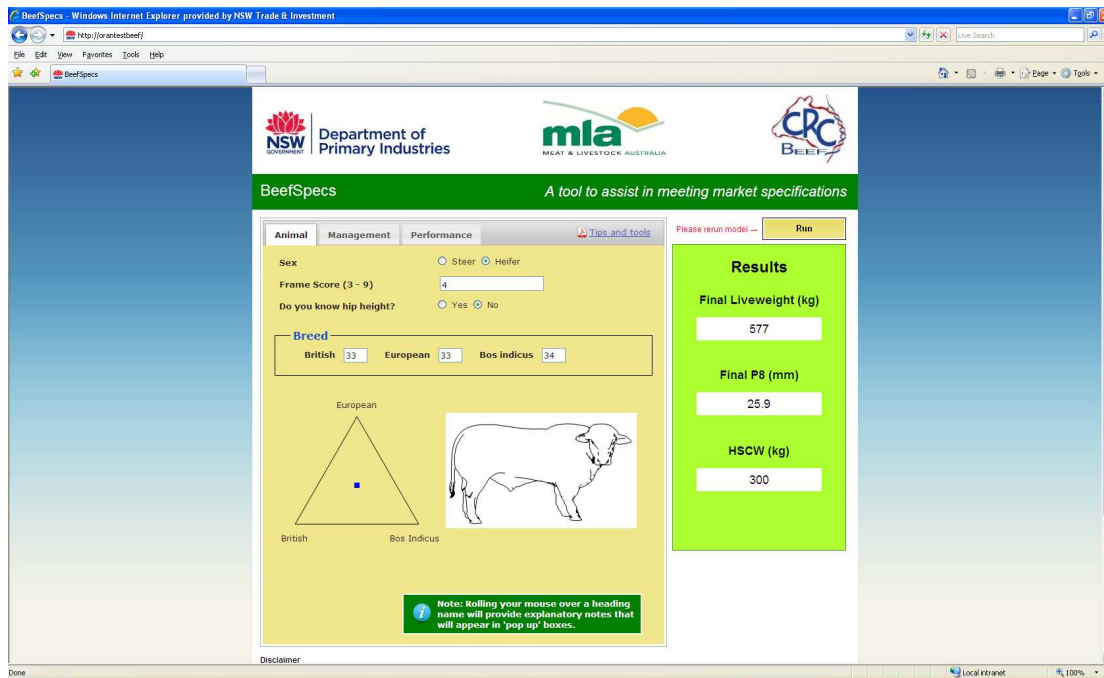 BeefSpecs - Windows Internet Explorer provided by NSW Trade & Investment
http://orantestbeef/
Live Search
File Edit View Favorites Tools Help
BeefSpecs
Page Tools
NSW
GOVERNMENT
Department of
Primary Industries
mla
MEAT & LIVESTOCK AUSTRALIA
CRC
BEEF
BeefSpecs
A tool to assist in meeting market specifications
Animal Management Performance Tips and tools
Please rerun model Run
Sex Steer Heifer
Frame Score (3 - 9) 4
Do you know hip height? Yes No
Breed
British 33 European 33 Bos indicus 34
European
British Bos Indicus
Note: Rolling your mouse over a heading
name will provide explanatory notes that
will appear in 'pop up' boxes.
Results
Final Liveweight (kg)
577
Final P8 (mm)
25.9
HSCW (kg)
300
Disclaimer
Done Local intranet 100%